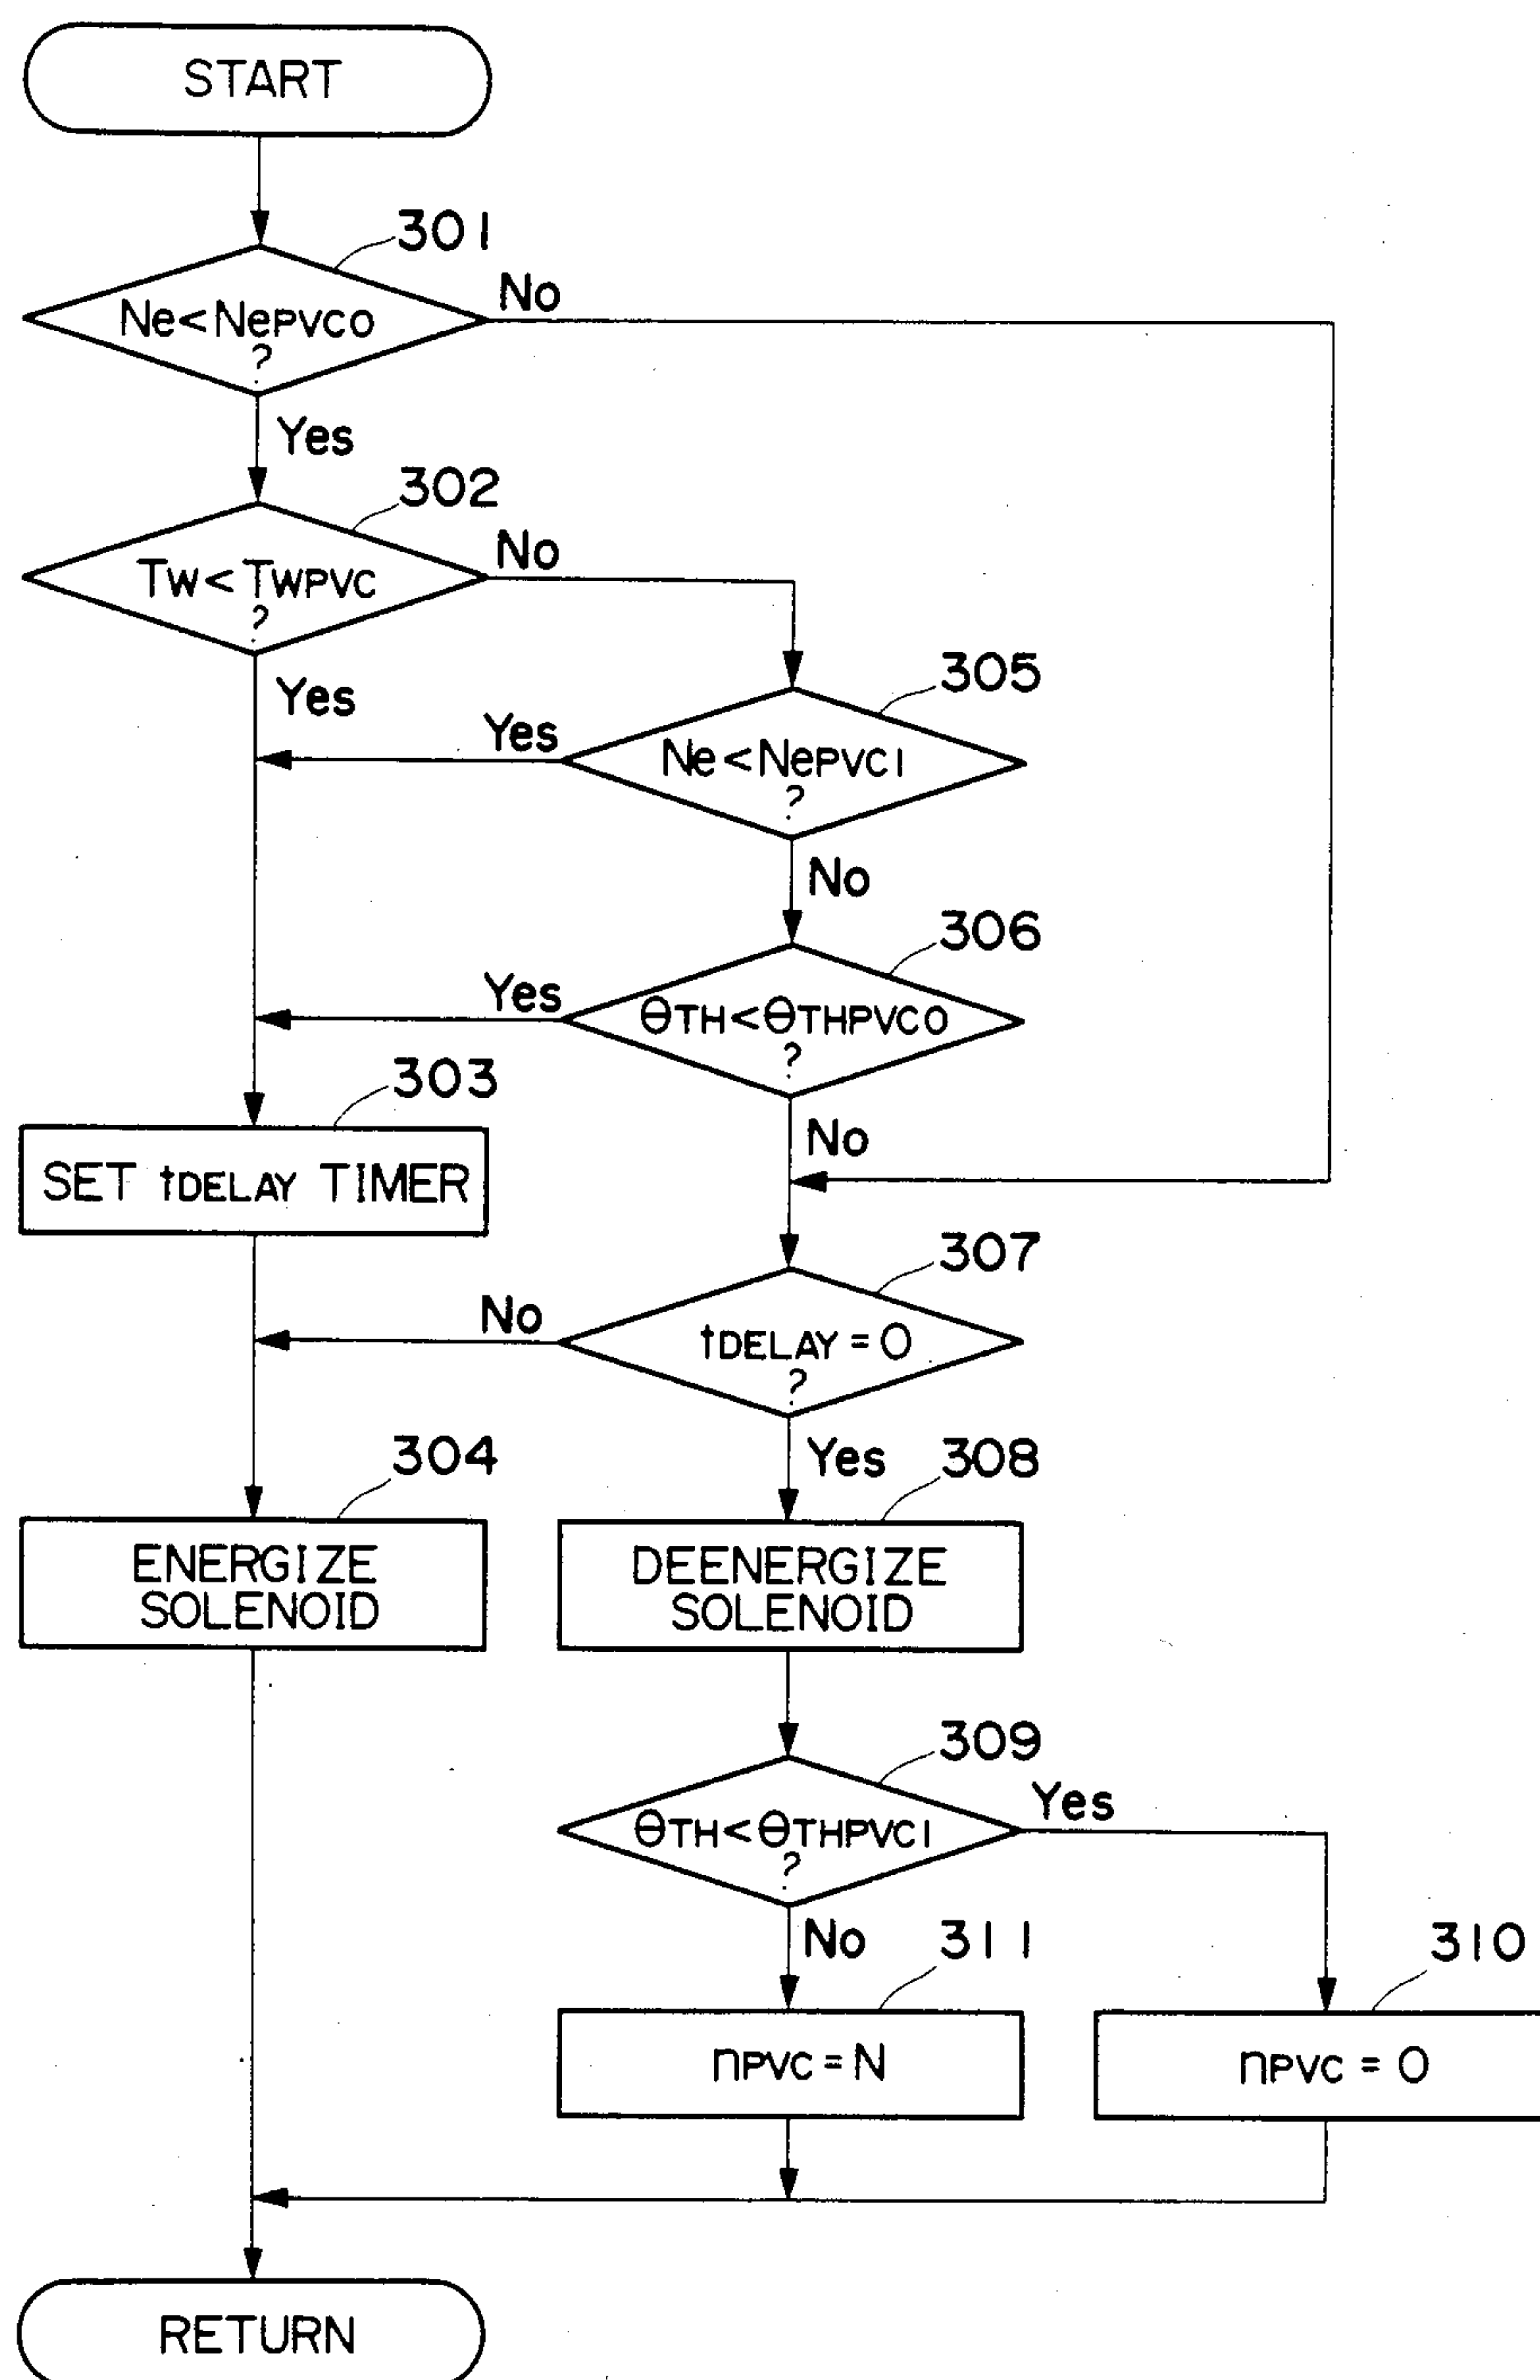 START
301
Ne<NePVC0
?
No
Yes
302
TW<TWPVC
?
No
Yes
305
Ne<NePVC1
?
Yes
No
306
θTH<θTHPVC0
?
Yes
No
303
SET tDELAY TIMER
307
tDELAY=0
?
No
Yes
304
ENERGIZE
SOLENOID
308
DEENERGIZE
SOLENOID
309
θTH<θTHPVC1
?
Yes
No
311
nPVC=N
310
nPVC=0
RETURN